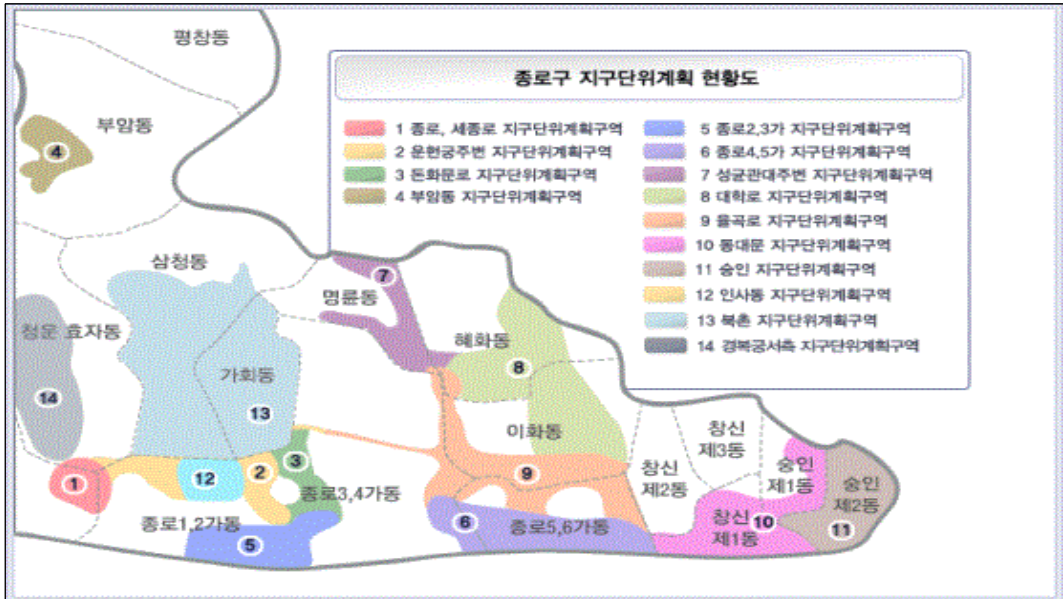 평창동
종로구 지구단위계획 현황도
부암동
4
1 종로, 세종로 지구단위계획구역
2 운현궁주변 지구단위계획구역
3 돈화문로 지구단위계획구역
4 부암동 지구단위계획구역
5 종로2,3가 지구단위계획구역
6 종로4,5가 지구단위계획구역
7 성균관대주변 지구단위계획구역
8 대학로 지구단위계획구역
9 율곡로 지구단위계획구역
10 동대문 지구단위계획구역
11 숭인 지구단위계획구역
12 인사동 지구단위계획구역
13 북촌 지구단위계획구역
14 경복궁서측 지구단위계획구역
삼청동
7
명륜동
청운 효자동
혜화동
8
가회동
14
13
이화동
창신
제3동
3
2
12
1
9
창신
제2동
숭인
제1동
숭인
제2동
종로3,4가동
종로1,2가동
6
종로5,6가동
창신
제1동
10
11
5